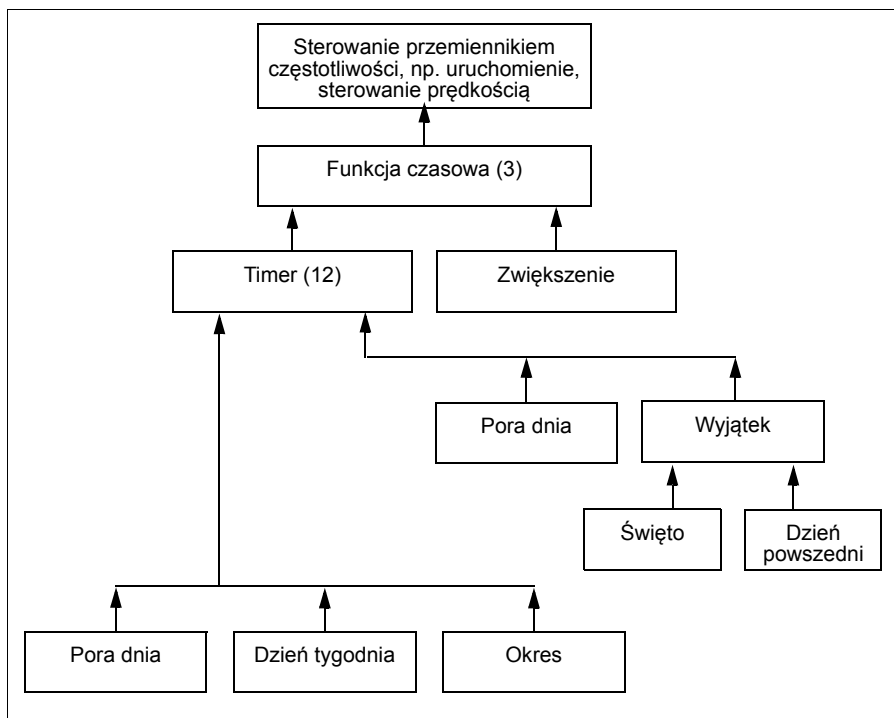 Sterowanie przemiennikiem
częstotliwości, np. uruchomienie,
sterowanie prędkością
Funkcja czasowa (3)
Timer (12)
Zwiększenie
Pora dnia
Wyjątek
Święto
Dzień
powszedni
Pora dnia
Dzień tygodnia
Okres